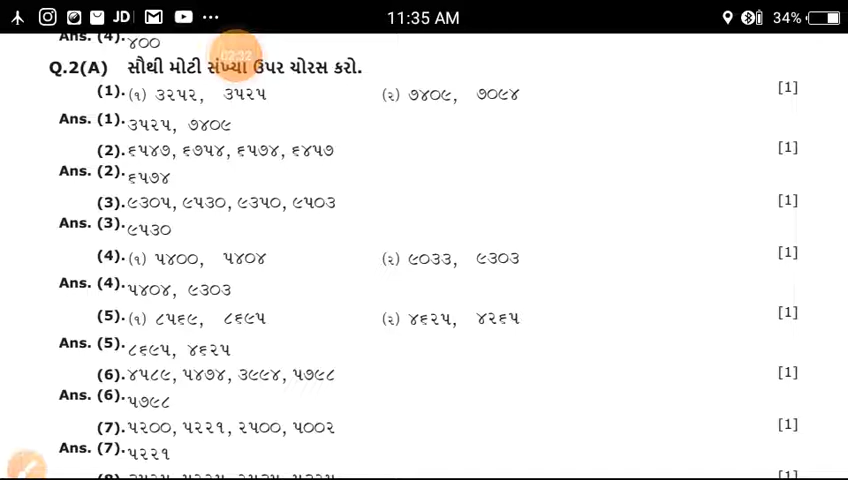 JD 11:35 AM 34%
Ans. (4). ૪૦૦
02:32
Q.2(A) સૌથી મોટી સંખ્યા ઉપર ચોરસ કરો.
(1). (૧) ૩૨૫૨, ૩૫૨૫ (૨) ૭૪૦૯, ૭૦૯૪ [1]
Ans. (1). ૩૫૨૫, ૭૪૦૯
(2). ૬૫૪૭, ૬૭૫૪, ૬૫૭૪, ૬૪૫૭ [1]
Ans. (2). ૬૫૭૪
(3). ૯૩૦૫, ૯૫૩૦, ૯૩૫૦, ૯૫૦૩ [1]
Ans. (3). ૯૫૩૦
(4). (૧) ૫૪૦૦, ૫૪૦૪ (૨) ૯૦૩૩, ૯૩૦૩ [1]
Ans. (4). ૫૪૦૪, ૯૩૦૩
(5). (૧) ૮૫૬૯, ૮૬૯૫ (૨) ૪૬૨૫, ૪૨૬૫ [1]
Ans. (5). ૮૬૯૫, ૪૬૨૫
(6). ૪૫૮૯, ૫૪૭૪, ૩૯૯૪, ૫૭૯૮ [1]
Ans. (6). ૫૭૯૮
(7). ૫૨૦૦, ૫૨૨૧, ૨૫૦૦, ૫૦૦૨ [1]
Ans. (7). ૫૨૨૧
[1]